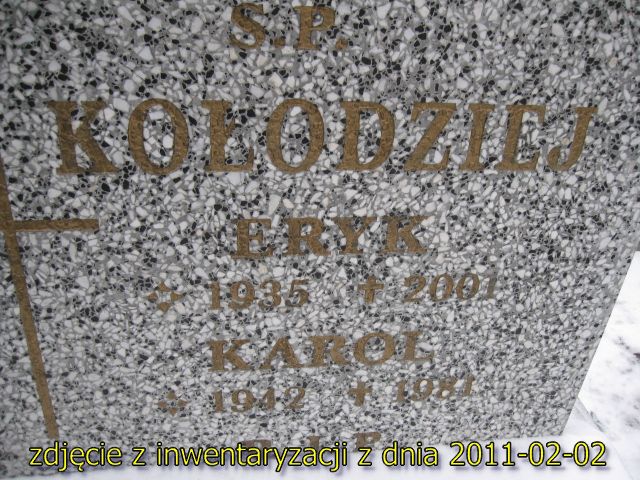 S.P.
KOŁODZIEJ
ERYK
1935 2001
KAROL
1942 1981
zdjęcie z inwentaryzacji z dnia 2011-02-02